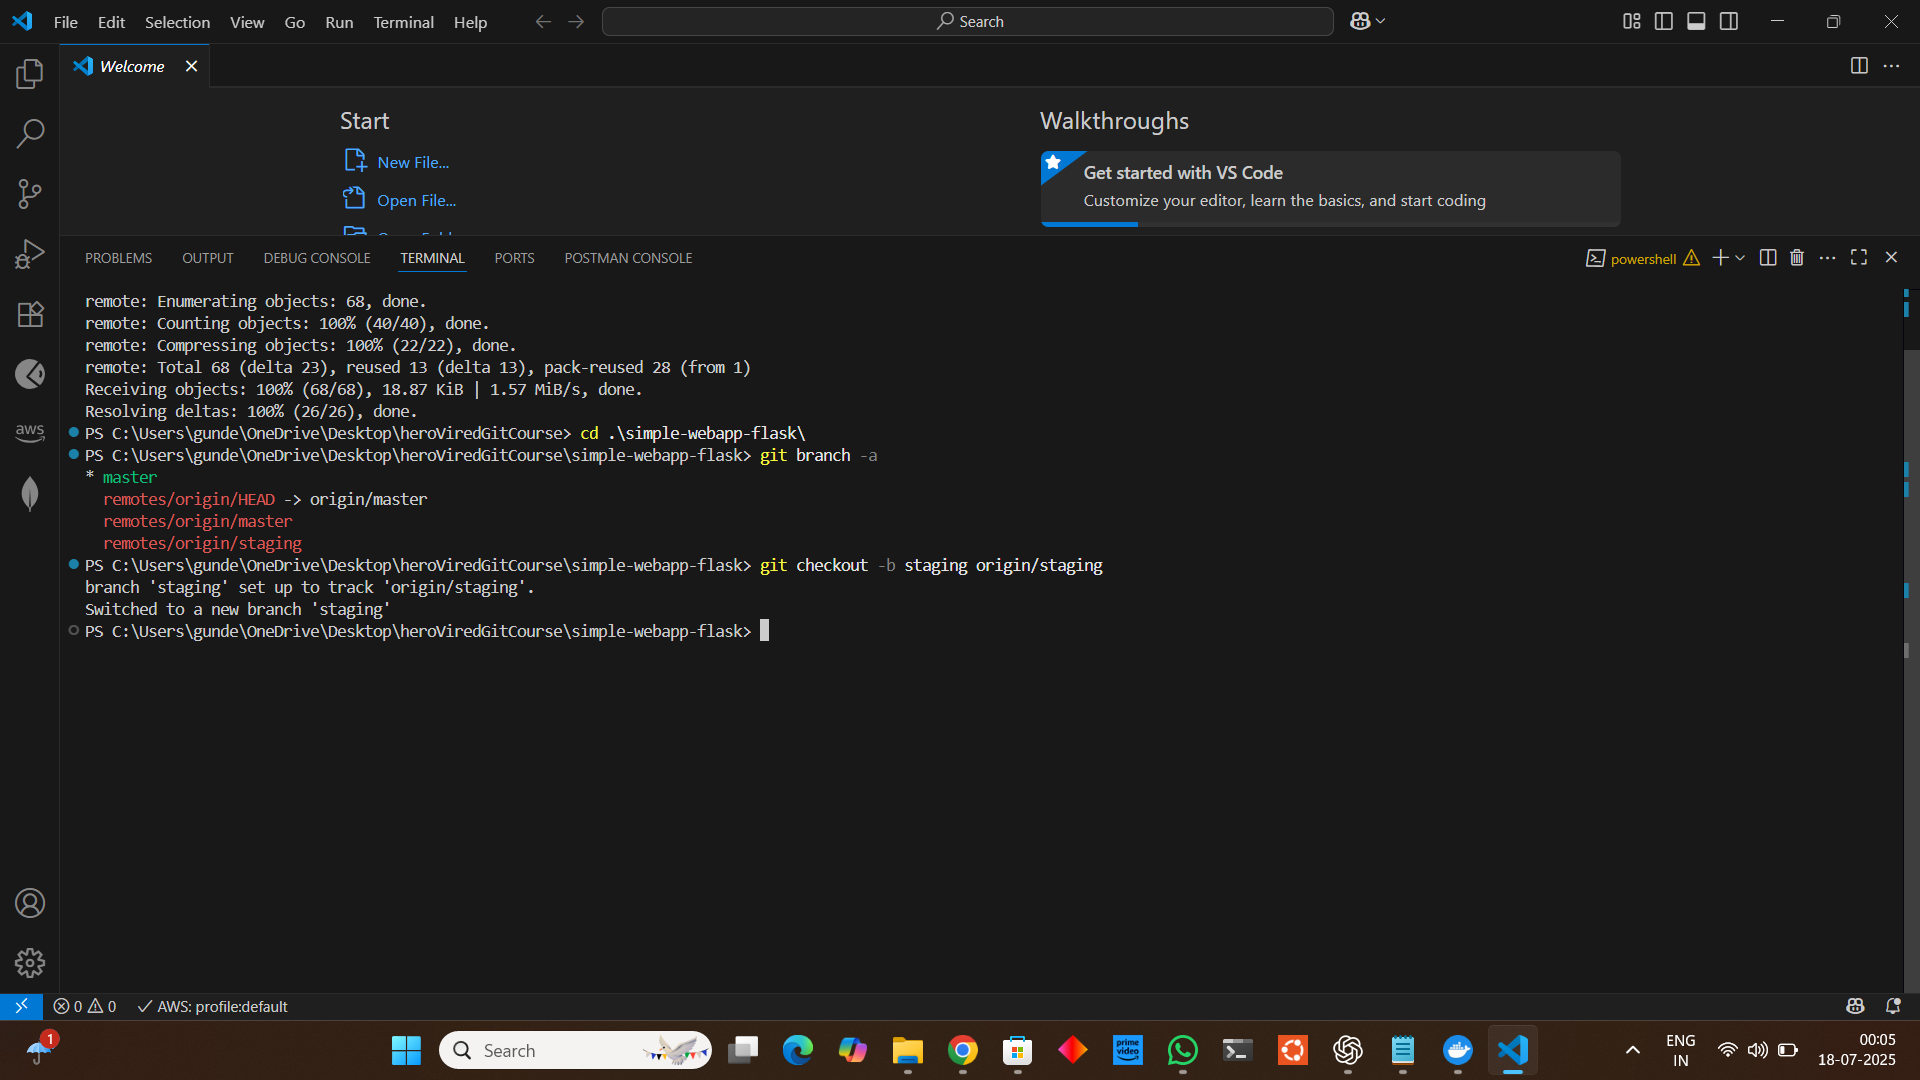 File Edit Selection View Go Run Terminal Help
Search
Welcome
Start
New File...
Open File...
Walkthroughs
Get started with VS Code
Customize your editor, learn the basics, and start coding
PROBLEMS OUTPUT DEBUG CONSOLE TERMINAL PORTS POSTMAN CONSOLE
powershell
remote: Enumerating objects: 68, done.
remote: Counting objects: 100% (40/40), done.
remote: Compressing objects: 100% (22/22), done.
remote: Total 68 (delta 23), reused 13 (delta 13), pack-reused 28 (from 1)
Receiving objects: 100% (68/68), 18.87 KiB | 1.57 MiB/s, done.
Resolving deltas: 100% (26/26), done.
PS C:\Users\gunde\OneDrive\Desktop\heroViredGitCourse> cd .\simple-webapp-flask\
PS C:\Users\gunde\OneDrive\Desktop\heroViredGitCourse\simple-webapp-flask> git branch -a
* master
remotes/origin/HEAD -> origin/master
remotes/origin/master
remotes/origin/staging
PS C:\Users\gunde\OneDrive\Desktop\heroViredGitCourse\simple-webapp-flask> git checkout -b staging origin/staging
branch 'staging' set up to track 'origin/staging'.
Switched to a new branch 'staging'
PS C:\Users\gunde\OneDrive\Desktop\heroViredGitCourse\simple-webapp-flask>
aws
0 0 AWS: profile:default
1
Search
prime video
ENG
IN
00:05
18-07-2025